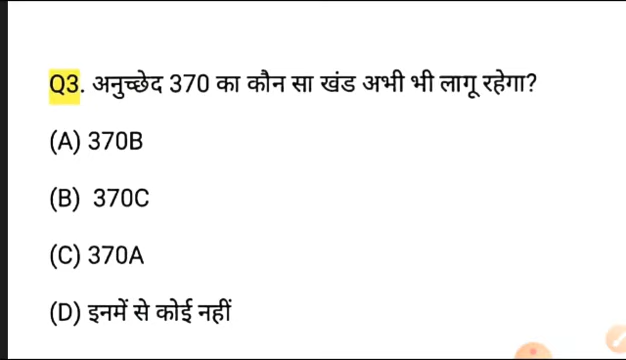 Q3. अनुच्छेद 370 का कौन सा खंड अभी भी लागू रहेगा?
(A) 370B
(B) 370C
(C) 370A
(D) इनमें से कोई नहीं